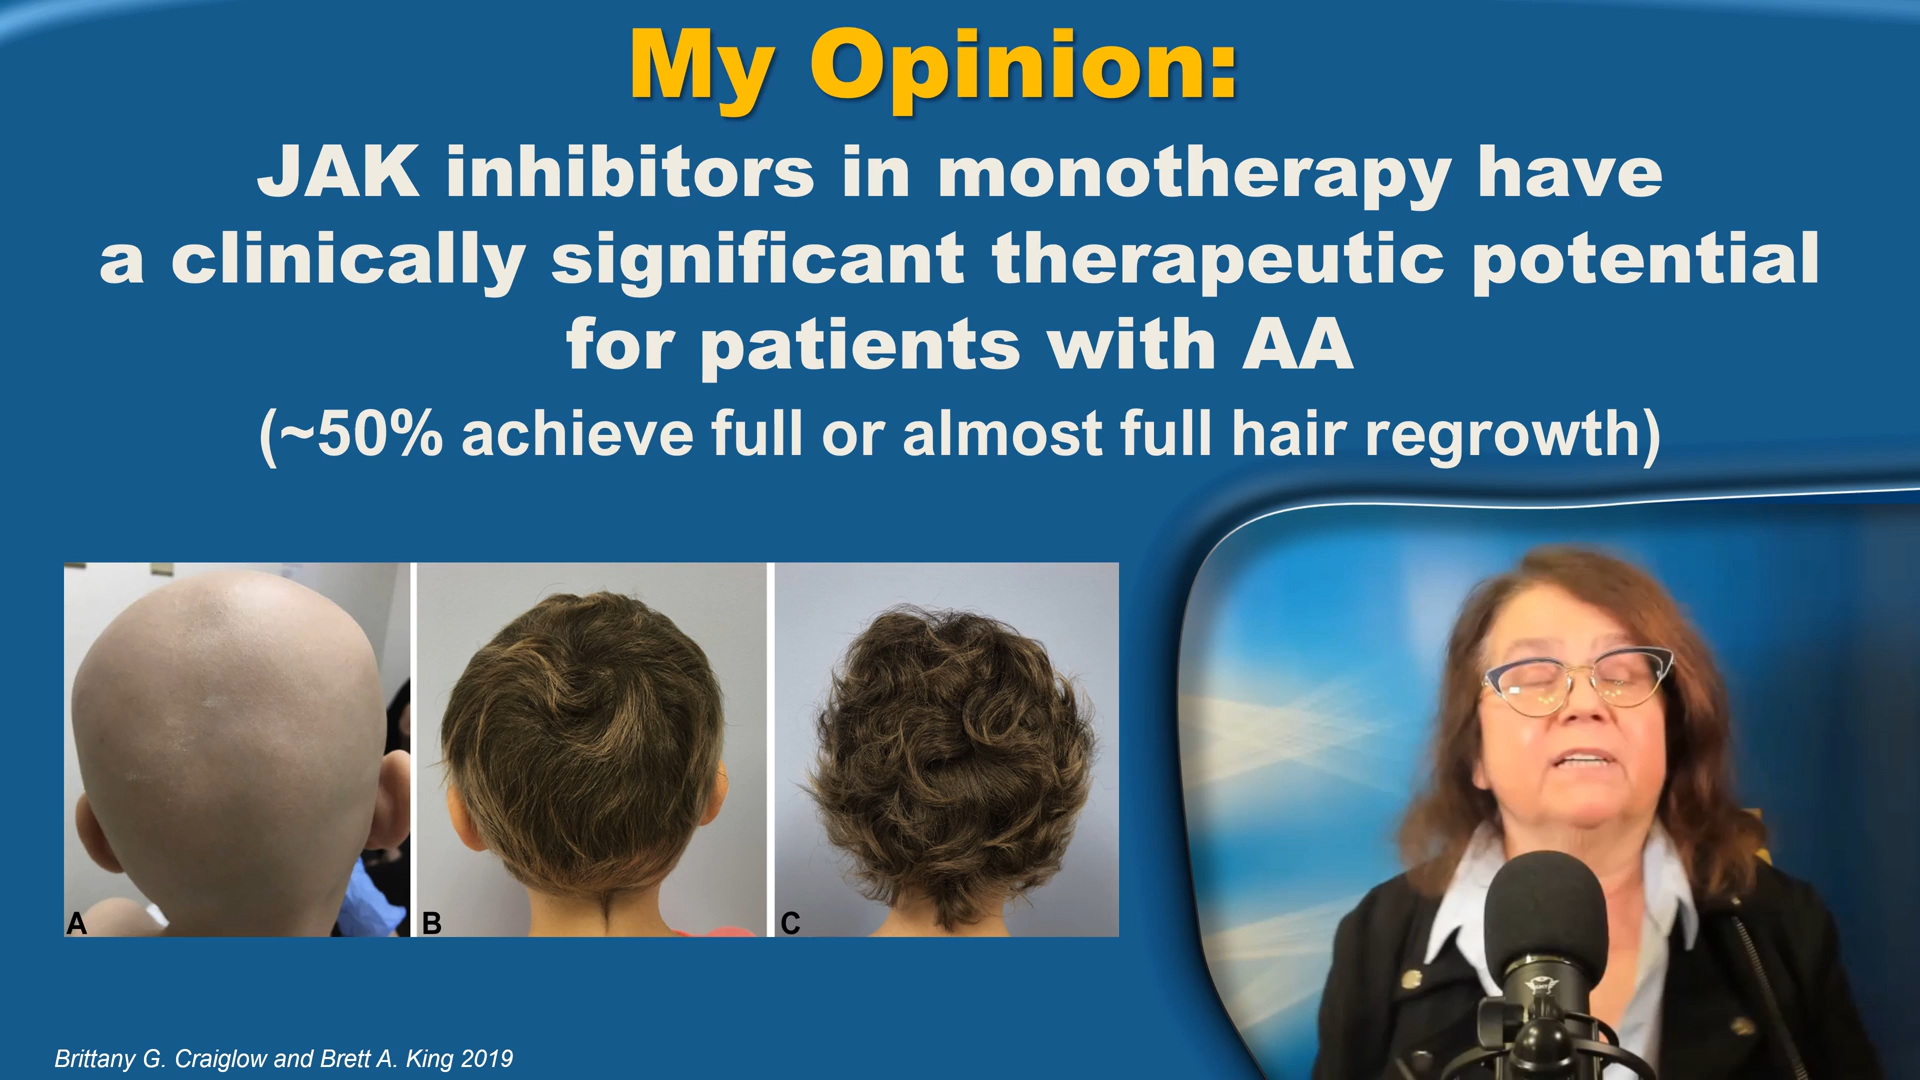 My Opinion:
JAK inhibitors in monotherapy have
a clinically significant therapeutic potential
for patients with AA
(~50% achieve full or almost full hair regrowth)
A
B
C
Brittany G. Craiglow and Brett A. King 2019